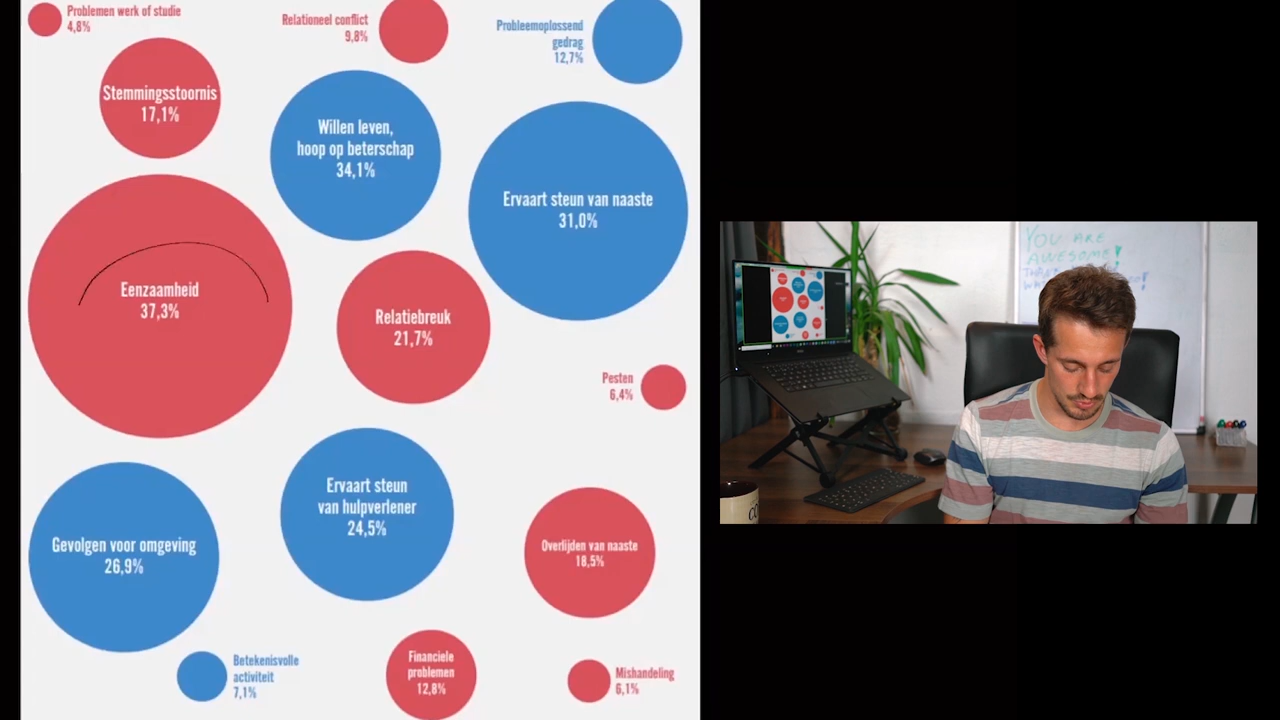 Problemen werk of studie
4,8%
Relationeel conflict
9,8%
Probleemoplossend
gedrag
12,7%
Stemmingsstoornis
17,1%
Willen leven,
hoop op beterschap
34,1%
Ervaart steun van naaste
31,0%
Eenzaamheid
37,3%
Relatiebreuk
21,7%
Pesten
6,4%
Ervaart steun
van hulpverlener
24,5%
Gevolgen voor omgeving
26,9%
Overlijden van naaste
18,5%
Betekenisvolle
activiteit
7,1%
Financiele
problemen
12,8%
Mishandeling
6,1%
YOU ARE
AWESOME!